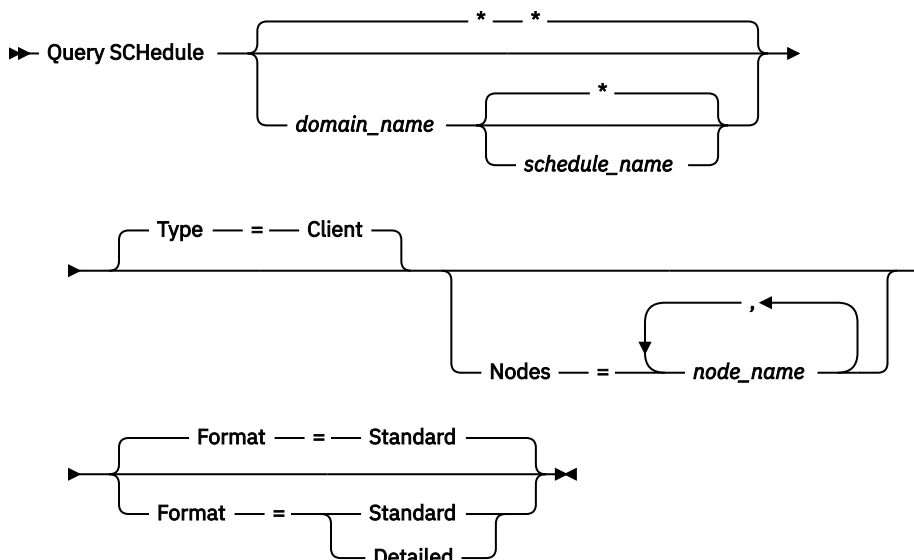 * *
Query SCHedule
*
domain_name
schedule_name
Type = Client
,
Nodes = node_name
Format = Standard
Format = Standard
Detailed